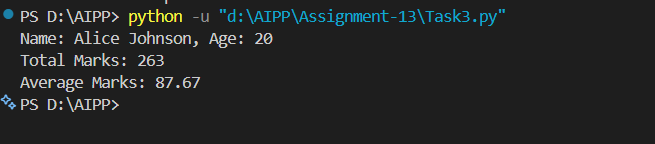 PS D:\AIPP> python -u "d:\AIPP\Assignment-13\Task3.py"
Name: Alice Johnson, Age: 20
Total Marks: 263
Average Marks: 87.67
PS D:\AIPP>